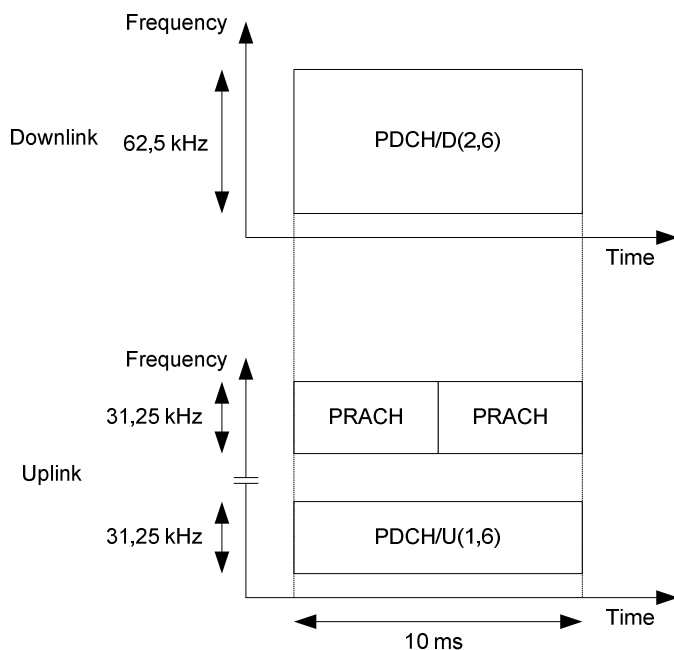 Frequency
Downlink
62,5 kHz
PDCH/D(2,6)
Time
Frequency
31,25 kHz
PRACH
PRACH
Uplink
31,25 kHz
PDCH/U(1,6)
Time
10 ms